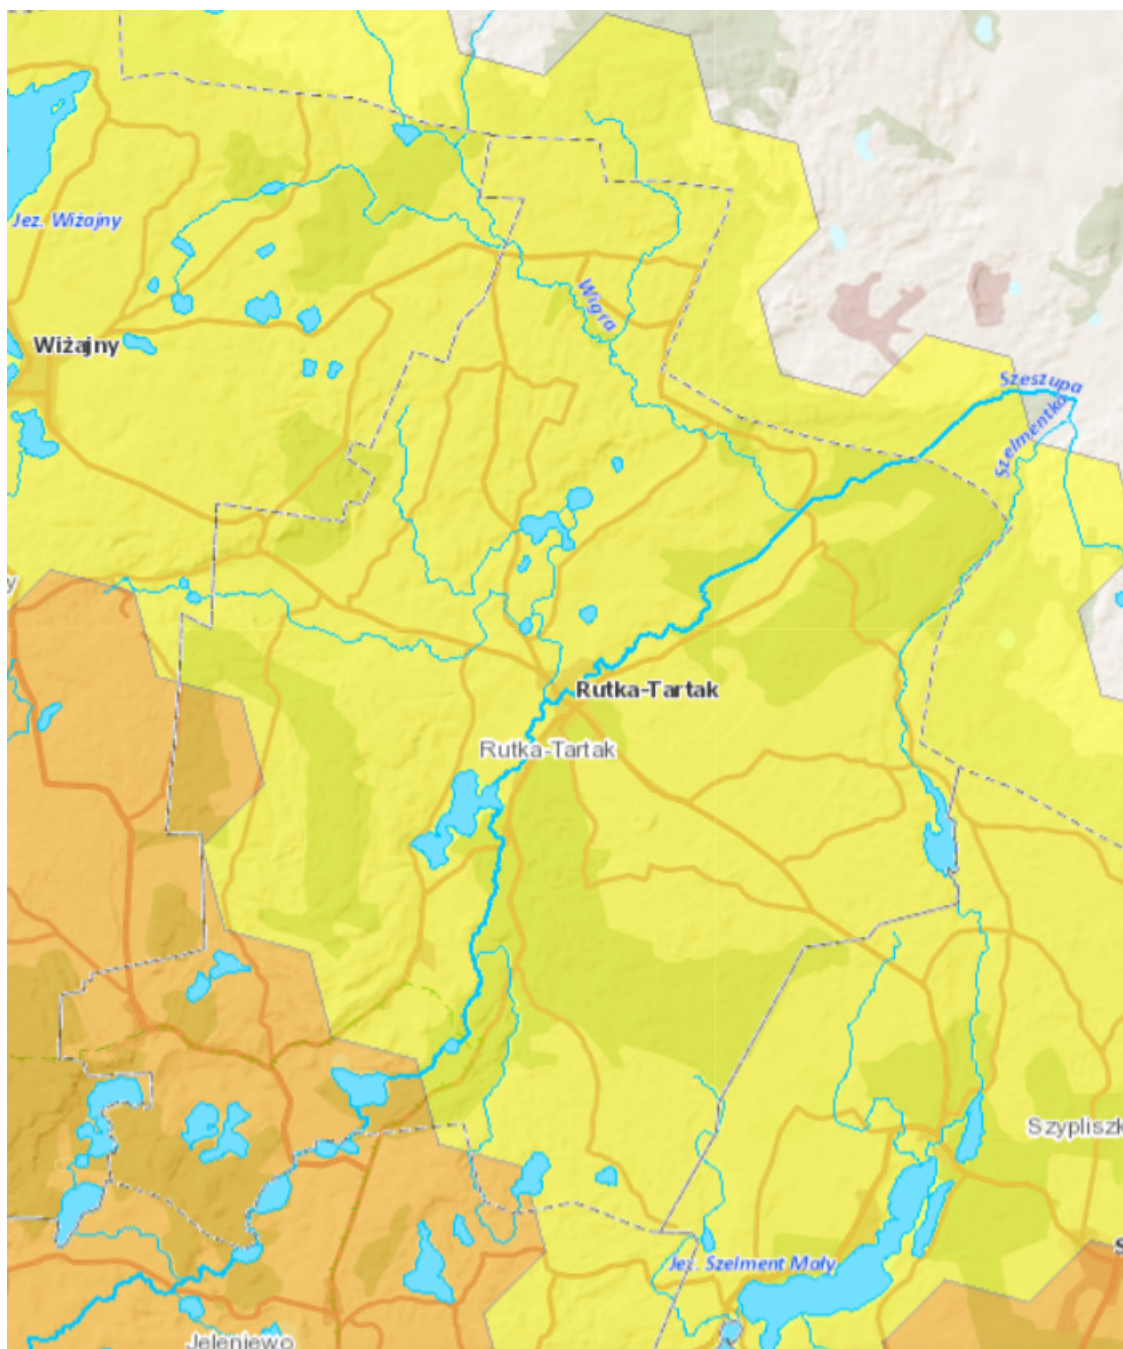 Jez. Wiżajny
Wigra
Wiżajny
Szeszupa
Szelmentka
y
Rutka-Tartak
Rutka-Tartak
Szypliszk
S
Jez. Szelment Mały
Jeleniewo